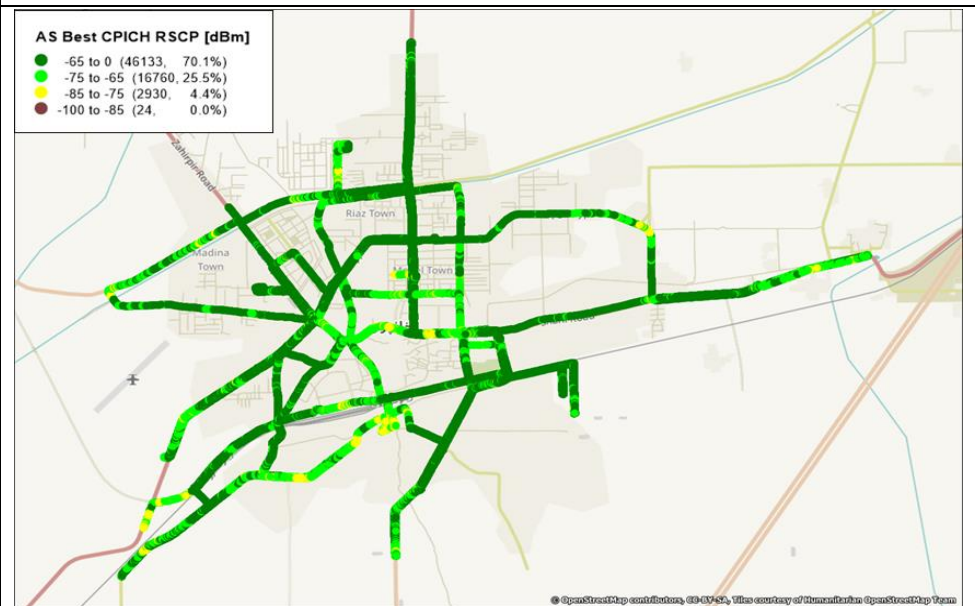 AS Best CPICH RSCP [dBm]
-65 to 0 (46133, 70.1%)
-75 to -65 (16760, 25.5%)
-85 to -75 (2930, 4.4%)
-100 to -85 (24, 0.0%)
Zahirpir Road
Riaz Town
Madina
Town
Town
Road
© OpenStreetMap contributors, CC-BY-SA, Tiles courtesy of Humanitarian OpenStreetMap Team